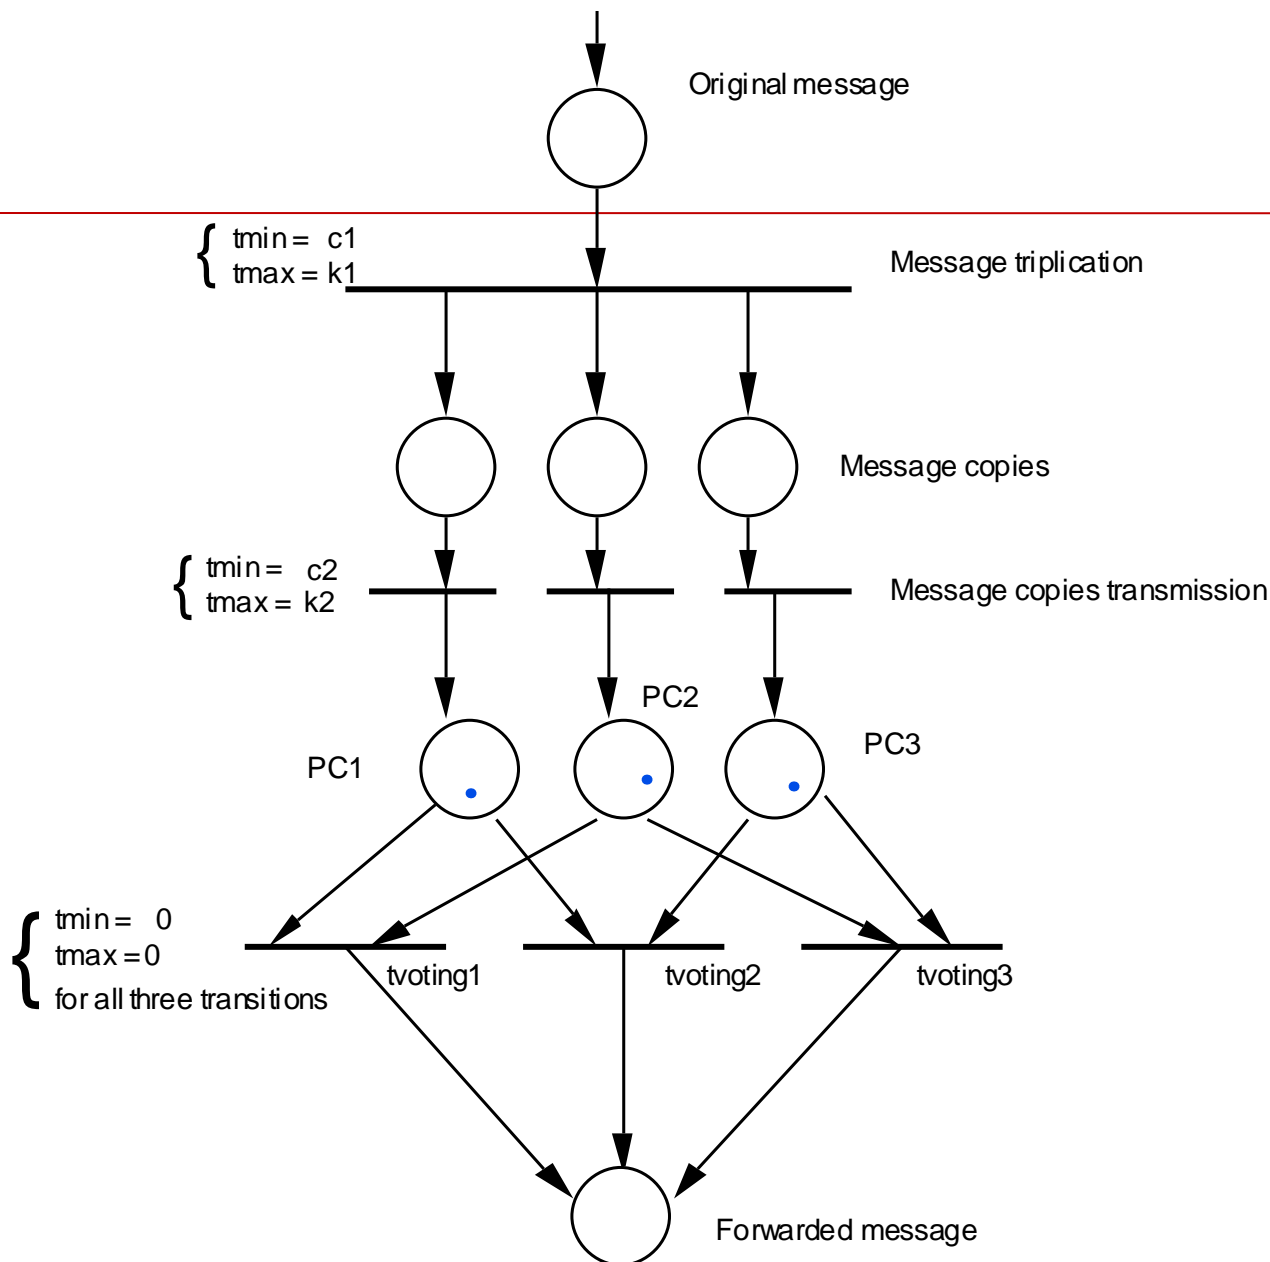 Original message
tmin = c1
tmax = k1
Message triplication
Message copies
tmin = c2
tmax = k2
Message copies transmission
PC2
PC3
PC1
tmin = 0
tmax = 0
for all three transitions
tvoting1
tvoting2
tvoting3
Forwarded message